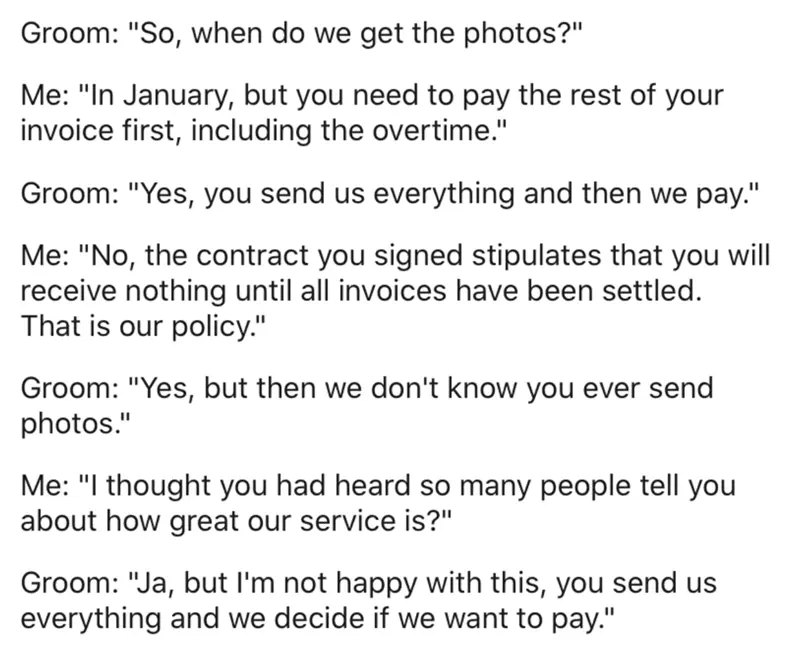 Groom: "So, when do we get the photos?"
Me: "In January, but you need to pay the rest of your
invoice first, including the overtime."
Groom: "Yes, you send us everything and then we pay."
Me: "No, the contract you signed stipulates that you will
receive nothing until all invoices have been settled.
That is our policy."
Groom: "Yes, but then we don't know you ever send
photos."
Me: "I thought you had heard so many people tell you
about how great our service is?"
Groom: "Ja, but I'm not happy with this, you send us
everything and we decide if we want to pay."